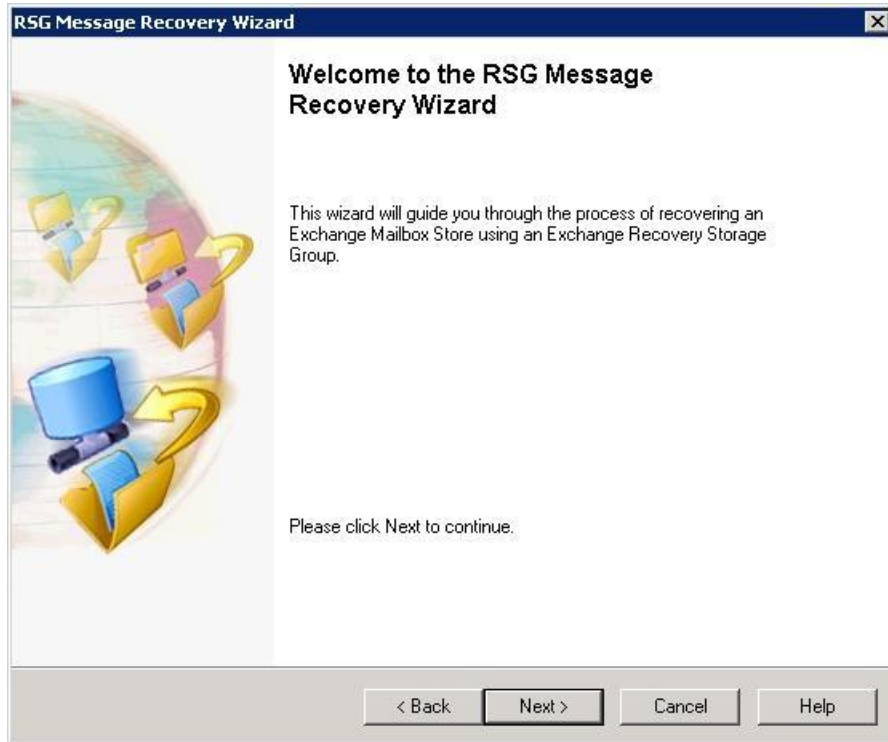 RSG Message Recovery Wizard
Welcome to the RSG Message
Recovery Wizard
This wizard will guide you through the process of recovering an
Exchange Mailbox Store using an Exchange Recovery Storage
Group.
Please click Next to continue.
< Back
Next >
Cancel
Help